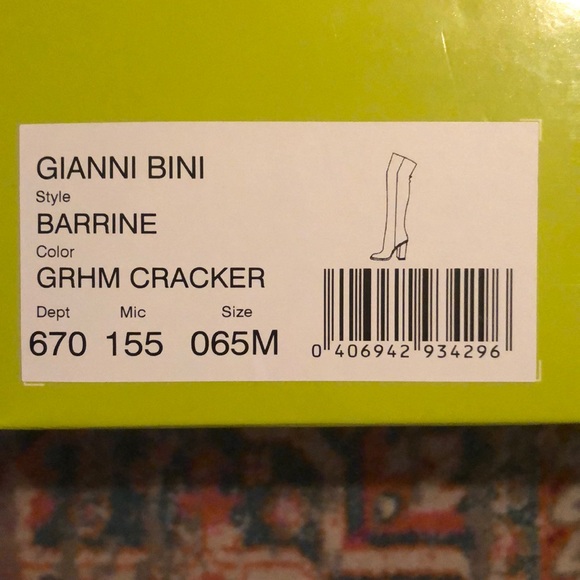 GIANNI BINI
Style
BARRINE
Color
GRHM CRACKER
Dept Mic Size
670 155 065M
0 406942 934296